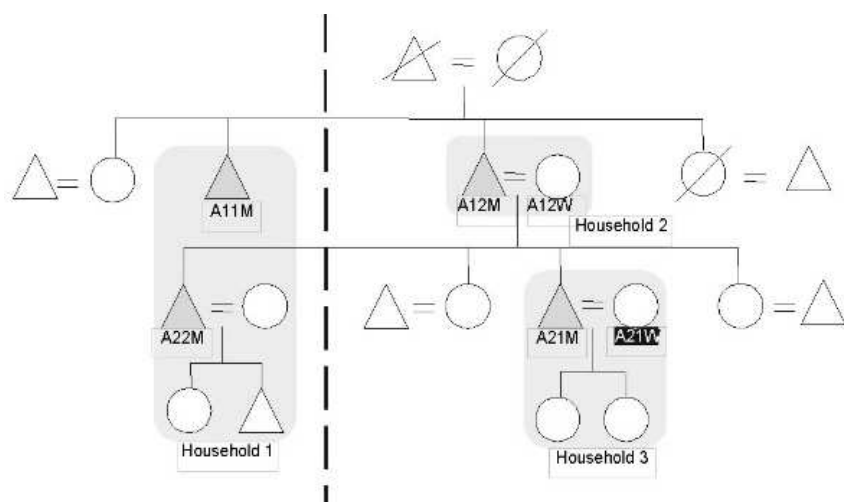 A11M
A12M
A12W
Household 2
A22M
A21M
A21W
Household 1
Household 3